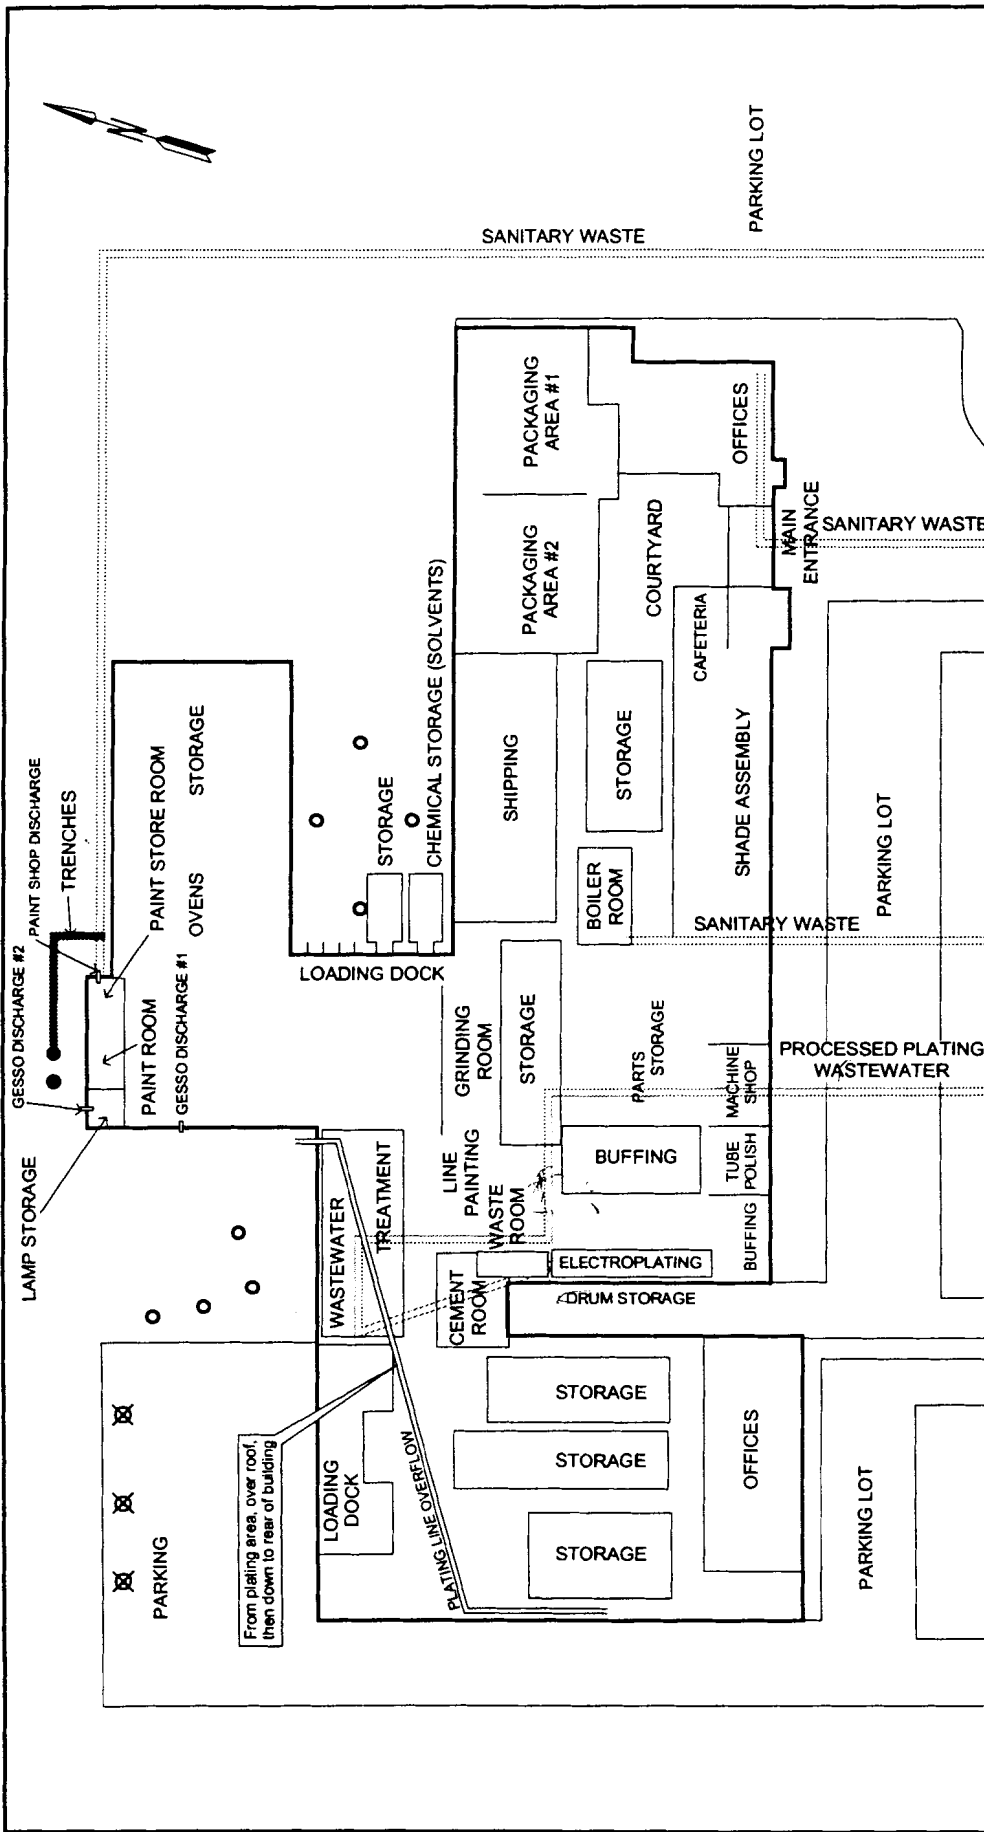 N
PARKING LOT
SANITARY WASTE
PACKAGING
AREA #1
OFFICES
PACKAGING
AREA #2
COURTYARD
MAIN
ENTRANCE
SANITARY WASTE
CAFETERIA
CHEMICAL STORAGE (SOLVENTS)
STORAGE
SHIPPING
STORAGE
SHADE ASSEMBLY
BOILER
ROOM
SANITARY WASTE
PARKING LOT
PAINT SHOP DISCHARGE
TRENCHES
PAINT STORE ROOM
STORAGE
OVENS
GESSO DISCHARGE #2
PAINT ROOM
GESSO DISCHARGE #1
LAMP STORAGE
LOADING DOCK
GRINDING
ROOM
STORAGE
PARTS
STORAGE
MACHINE
SHOP
PROCESSED PLATING
WASTEWATER
LINE
PAINTING
WASTE
ROOM
BUFFING
TUBE
POLISH
BUFFING
WASTEWATER
TREATMENT
CEMENT
ROOM
ELECTROPLATING
DRUM STORAGE
STORAGE
STORAGE
STORAGE
OFFICES
PARKING LOT
LOADING
DOCK
PLATING LINE OVERFLOW
From plating area, over roof,
then down to rear of building
PARKING